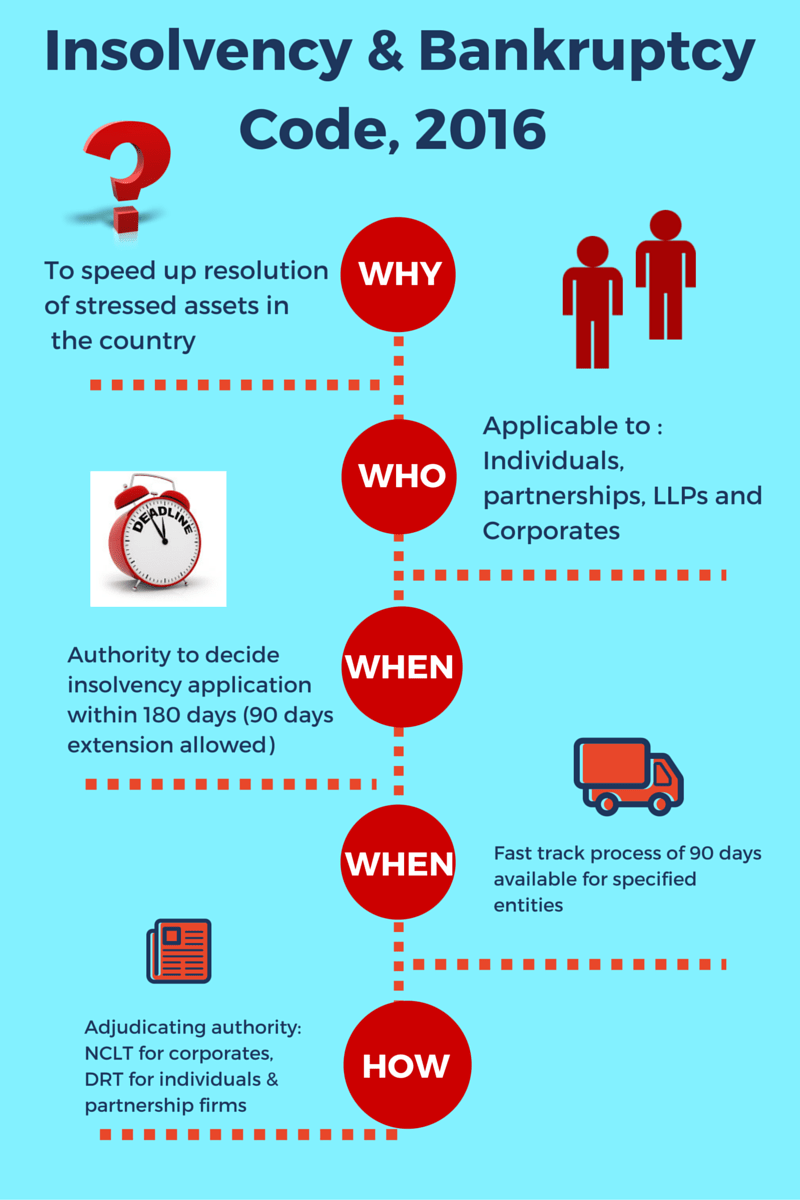 Insolvency & Bankruptcy
Code, 2016
WHY
To speed up resolution
of stressed assets in
the country
WHO
Applicable to :
Individuals,
partnerships, LLPs and
Corporates
DEADLINE
WHEN
Authority to decide
insolvency application
within 180 days (90 days
extension allowed)
WHEN
Fast track process of 90 days
available for specified
entities
HOW
Adjudicating authority:
NCLT for corporates,
DRT for individuals &
partnership firms